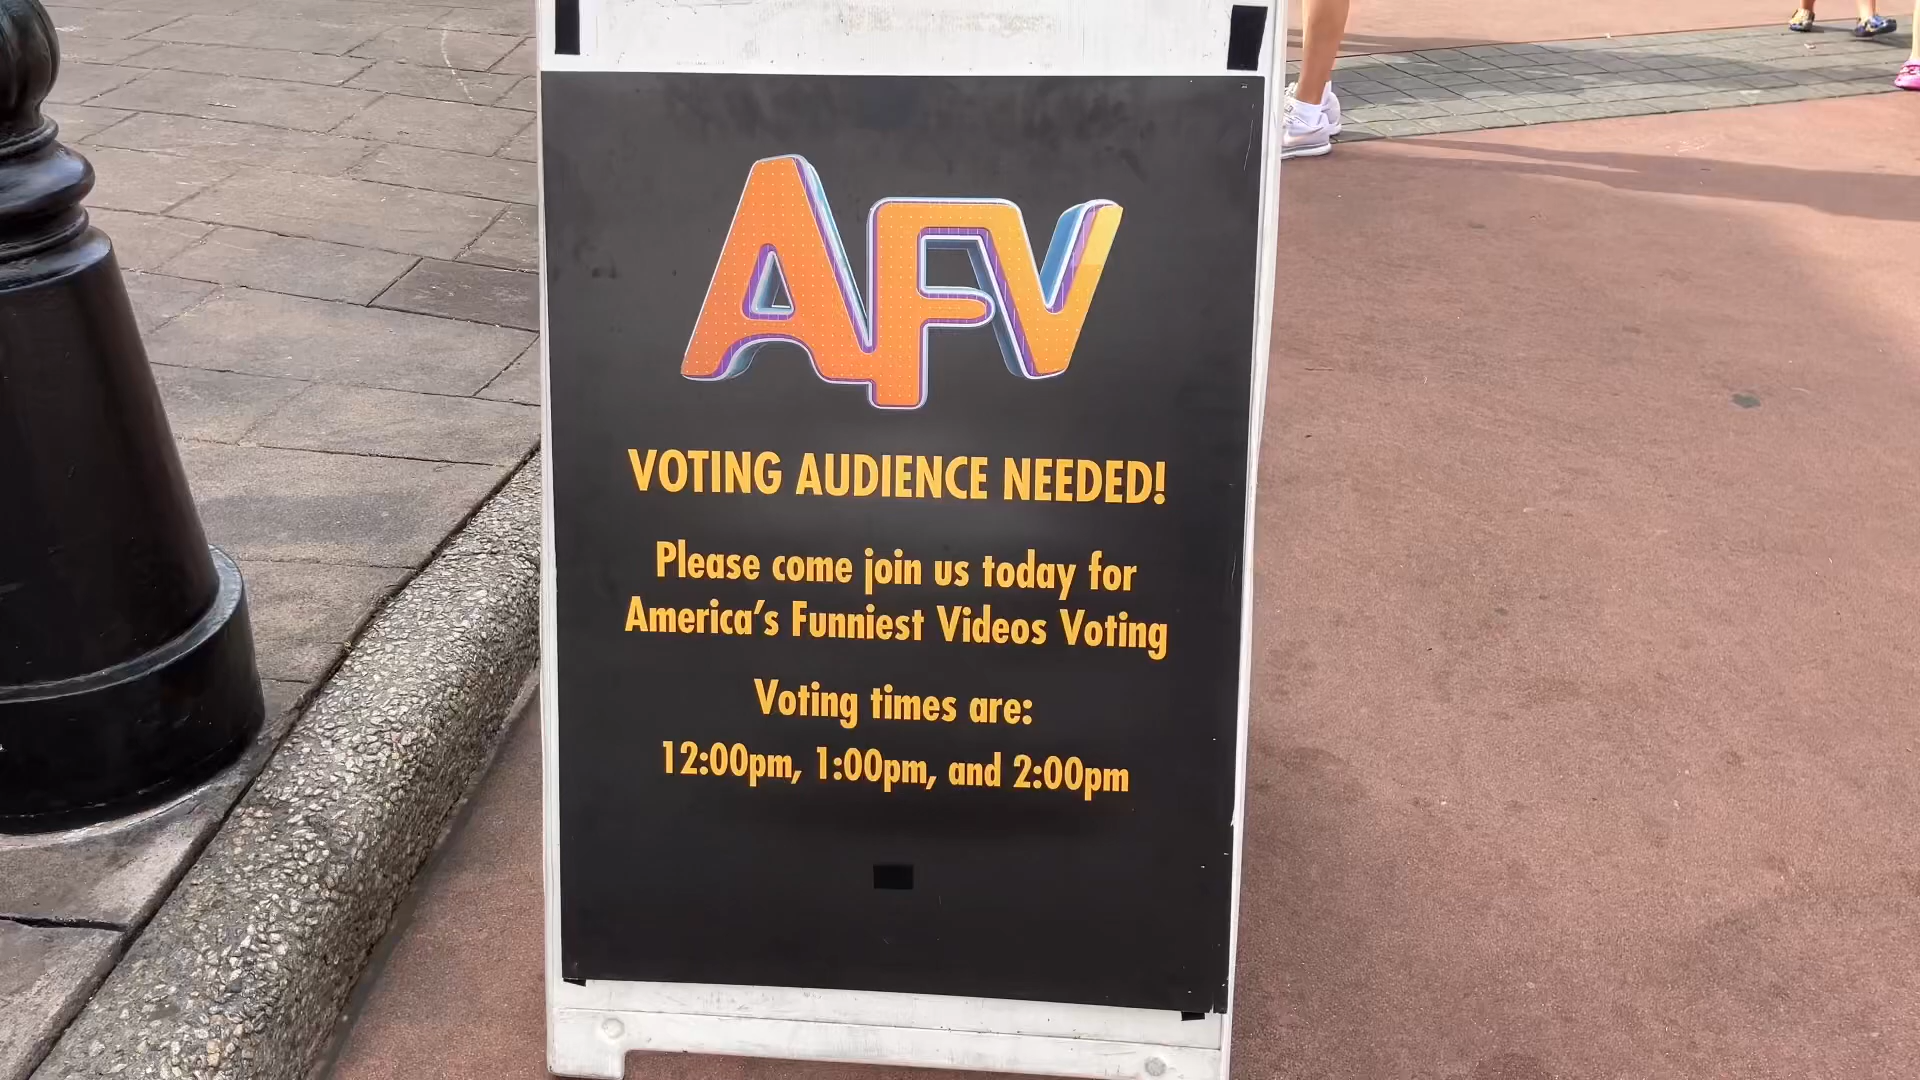 AFV
VOTING AUDIENCE NEEDED!
Please come join us today for
America's Funniest Videos Voting
Voting times are:
12:00pm, 1:00pm, and 2:00pm